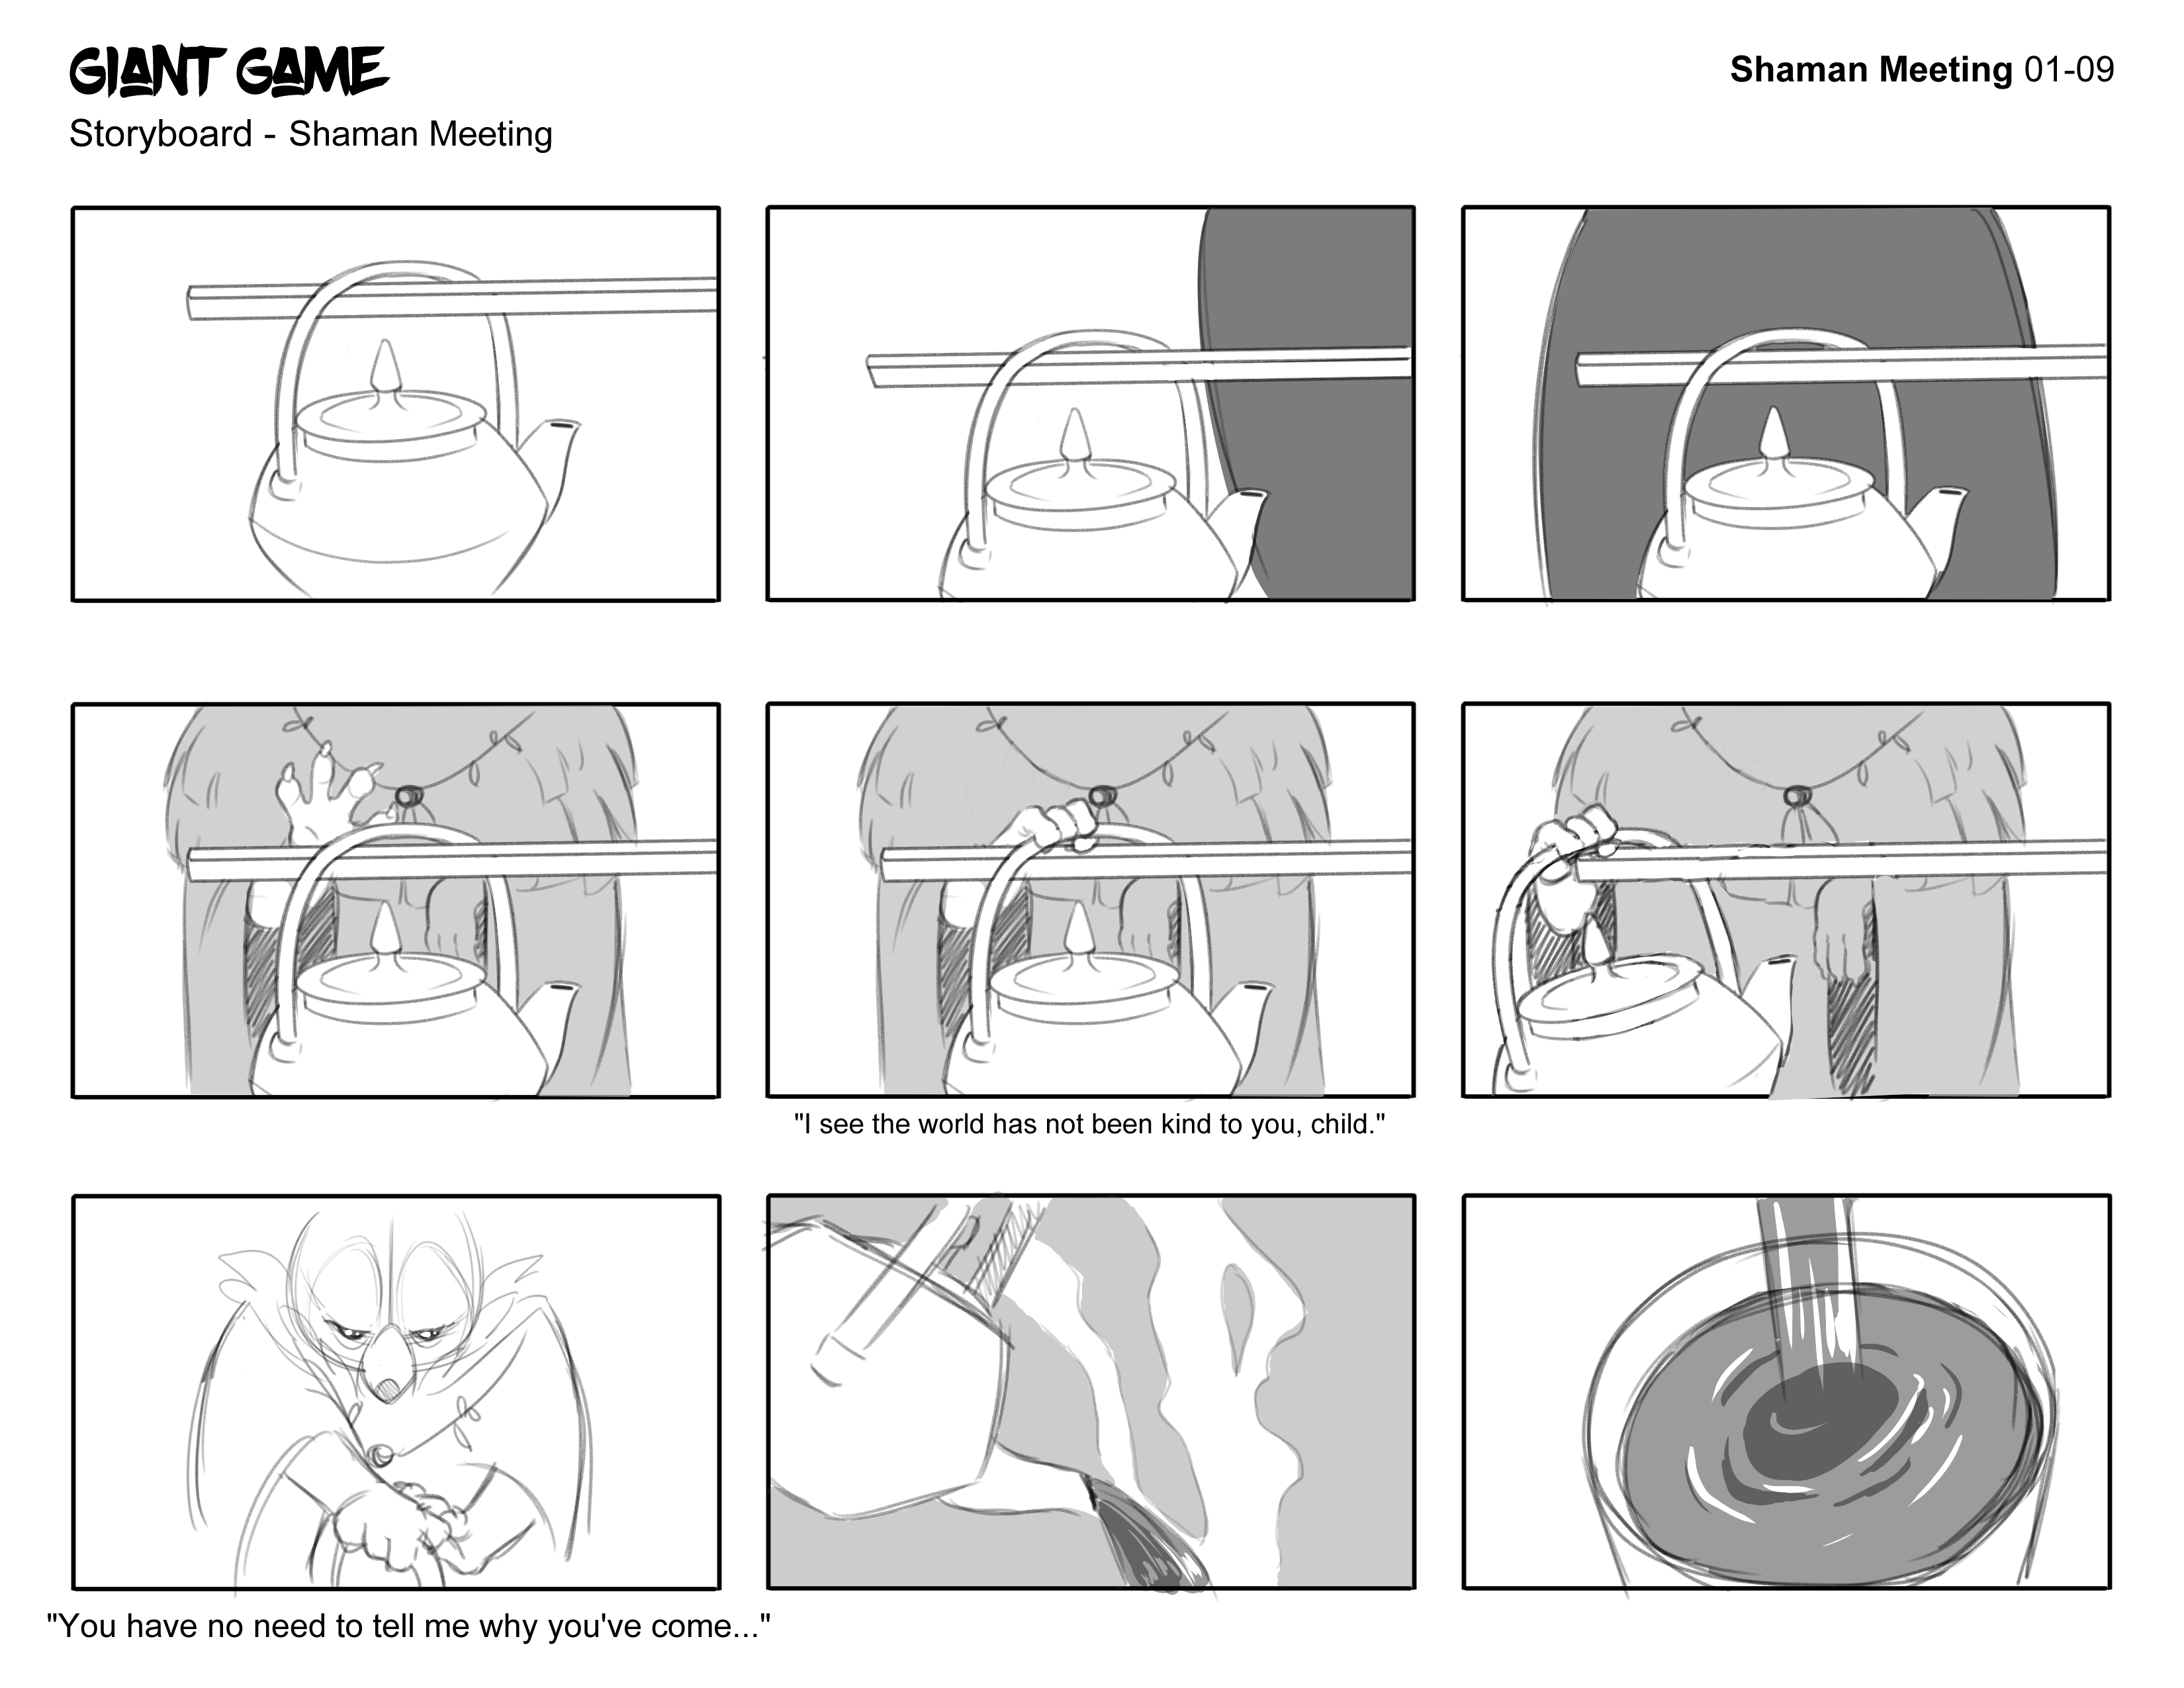 GIANT GAME
Shaman Meeting 01-09
Storyboard - Shaman Meeting
"I see the world has not been kind to you, child."
"You have no need to tell me why you've come..."